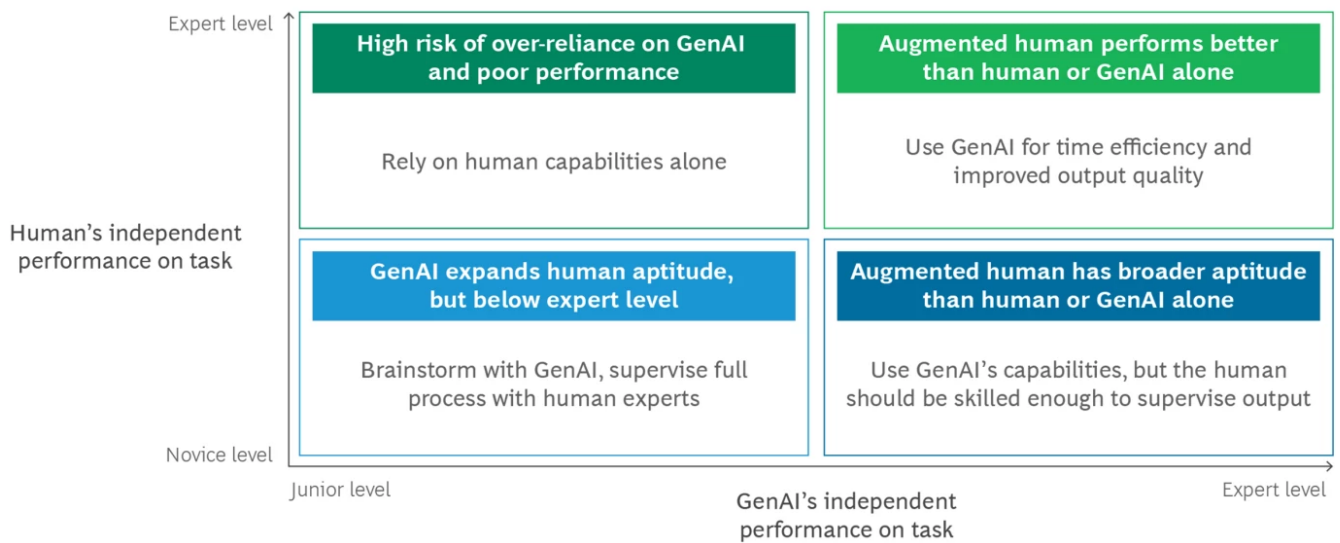 Expert level
High risk of over-reliance on GenAI
and poor performance
Rely on human capabilities alone
Augmented human performs better
than human or GenAI alone
Use GenAI for time efficiency and
improved output quality
Human’s independent
performance on task
GenAI expands human aptitude,
but below expert level
Brainstorm with GenAI, supervise full
process with human experts
Augmented human has broader aptitude
than human or GenAI alone
Use GenAI’s capabilities, but the human
should be skilled enough to supervise output
Novice level
Junior level
GenAI’s independent
performance on task
Expert level